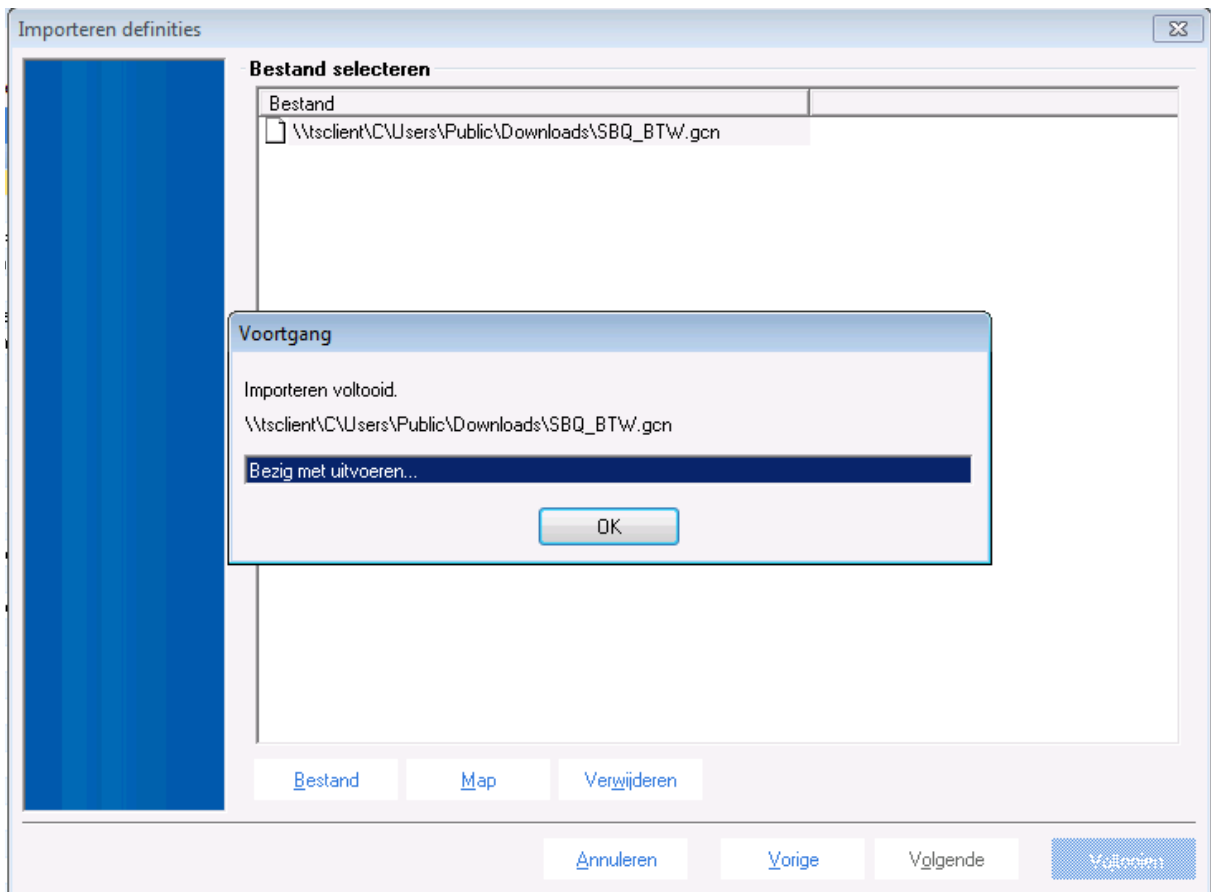 Importeren definities
Bestand selecteren
Bestand
\\tsclient\C\Users\Public\Downloads\SBQ_BTW.gcn
Voortgang
Importeren voltooid.
\\tsclient\C\Users\Public\Downloads\SBQ_BTW.gcn
Bezig met uitvoeren...
OK
Bestand Map Verwijderen
Annuleren Vorige Volgende Voltooien